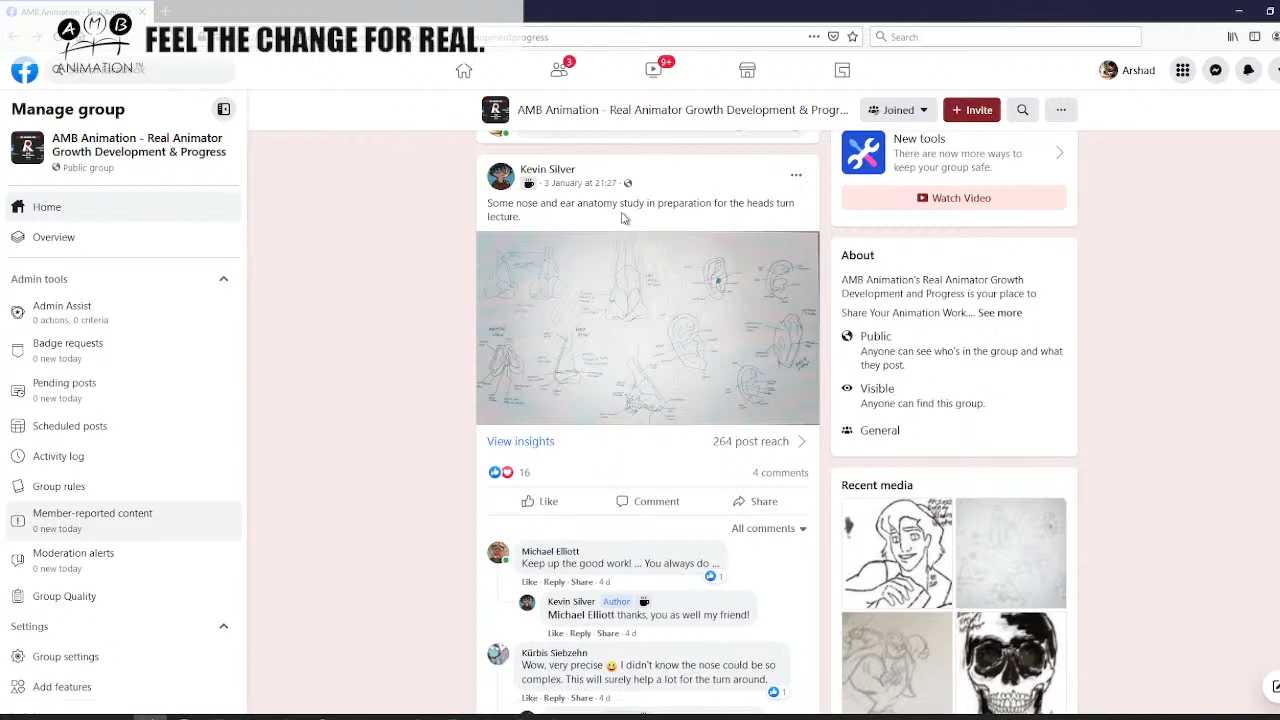 AMB Animation - Real Animat
FEEL THE CHANGE FOR REAL.
AMB
ANIMATION
Search...
3
9+
Arshad
Manage group
AMB Animation - Real Animator Growth Development & Progr...
Joined
+ Invite
AMB Animation - Real Animator
Growth Development & Progress
Public group
Home
Overview
Admin tools
Admin Assist
0 actions, 0 criteria
Badge requests
0 new today
Pending posts
0 new today
Scheduled posts
Activity log
Group rules
Member-reported content
0 new today
Moderation alerts
0 new today
Group Quality
Settings
Group settings
Add features
Kevin Silver
3 January at 21:27
Some nose and ear anatomy study in preparation for the heads turn
lecture.
View insights
264 post reach
16
4 comments
Like
Comment
Share
All comments
Michael Elliott
Keep up the good work! ... You always do ...
1
Like · Reply · Share · 4 d
Kevin Silver Author
Michael Elliott thanks, you as well my friend!
Like · Reply · Share · 4 d
Kürbis Siebzehn
Wow, very precise 😀 I didn't know the nose could be so
complex. This will surely help a lot for the turn around.
1
Like · Reply · Share · 4 d
New tools
There are now more ways to
keep your group safe.
Watch Video
About
AMB Animation's Real Animator Growth
Development and Progress is your place to
Share Your Animation Work.... See more
Public
Anyone can see who's in the group and what
they post.
Visible
Anyone can find this group.
General
Recent media